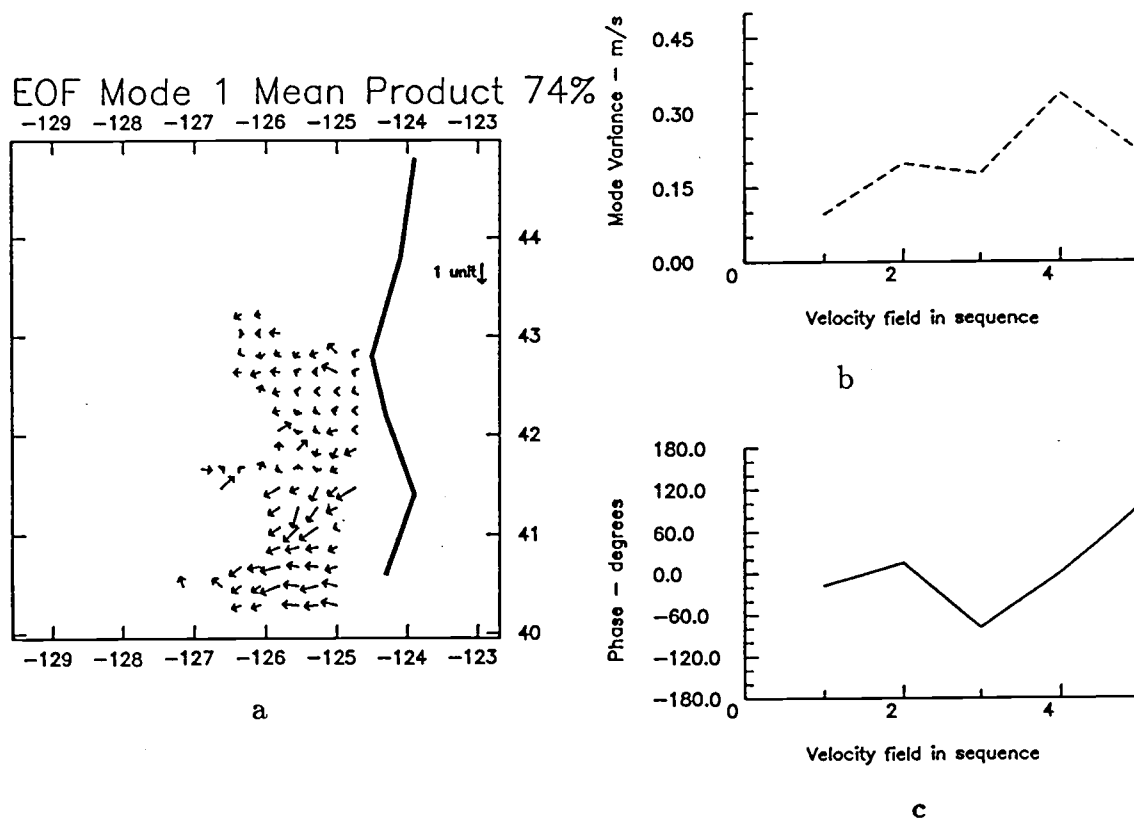 EOF Mode 1 Mean Product 74%
-129 -128 -127 -126 -125 -124 -123
44
1 unit
43
42
41
40
-129 -128 -127 -126 -125 -124 -123
a
Mode Variance - m/s
0.45
0.30
0.15
0.00
0 2 4
Velocity field in sequence
b
Phase - degrees
180.0
120.0
60.0
0.0
-60.0
-120.0
-180.0
0 2 4
Velocity field in sequence
c